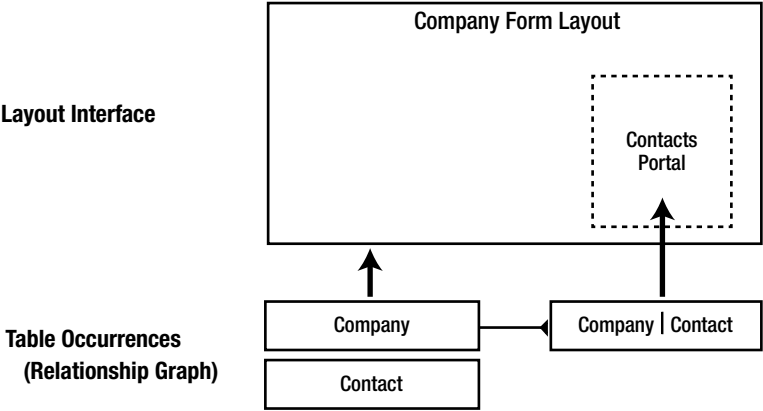 Company Form Layout
Layout Interface
Contacts
Portal
Company
Company | Contact
Table Occurrences
(Relationship Graph)
Contact